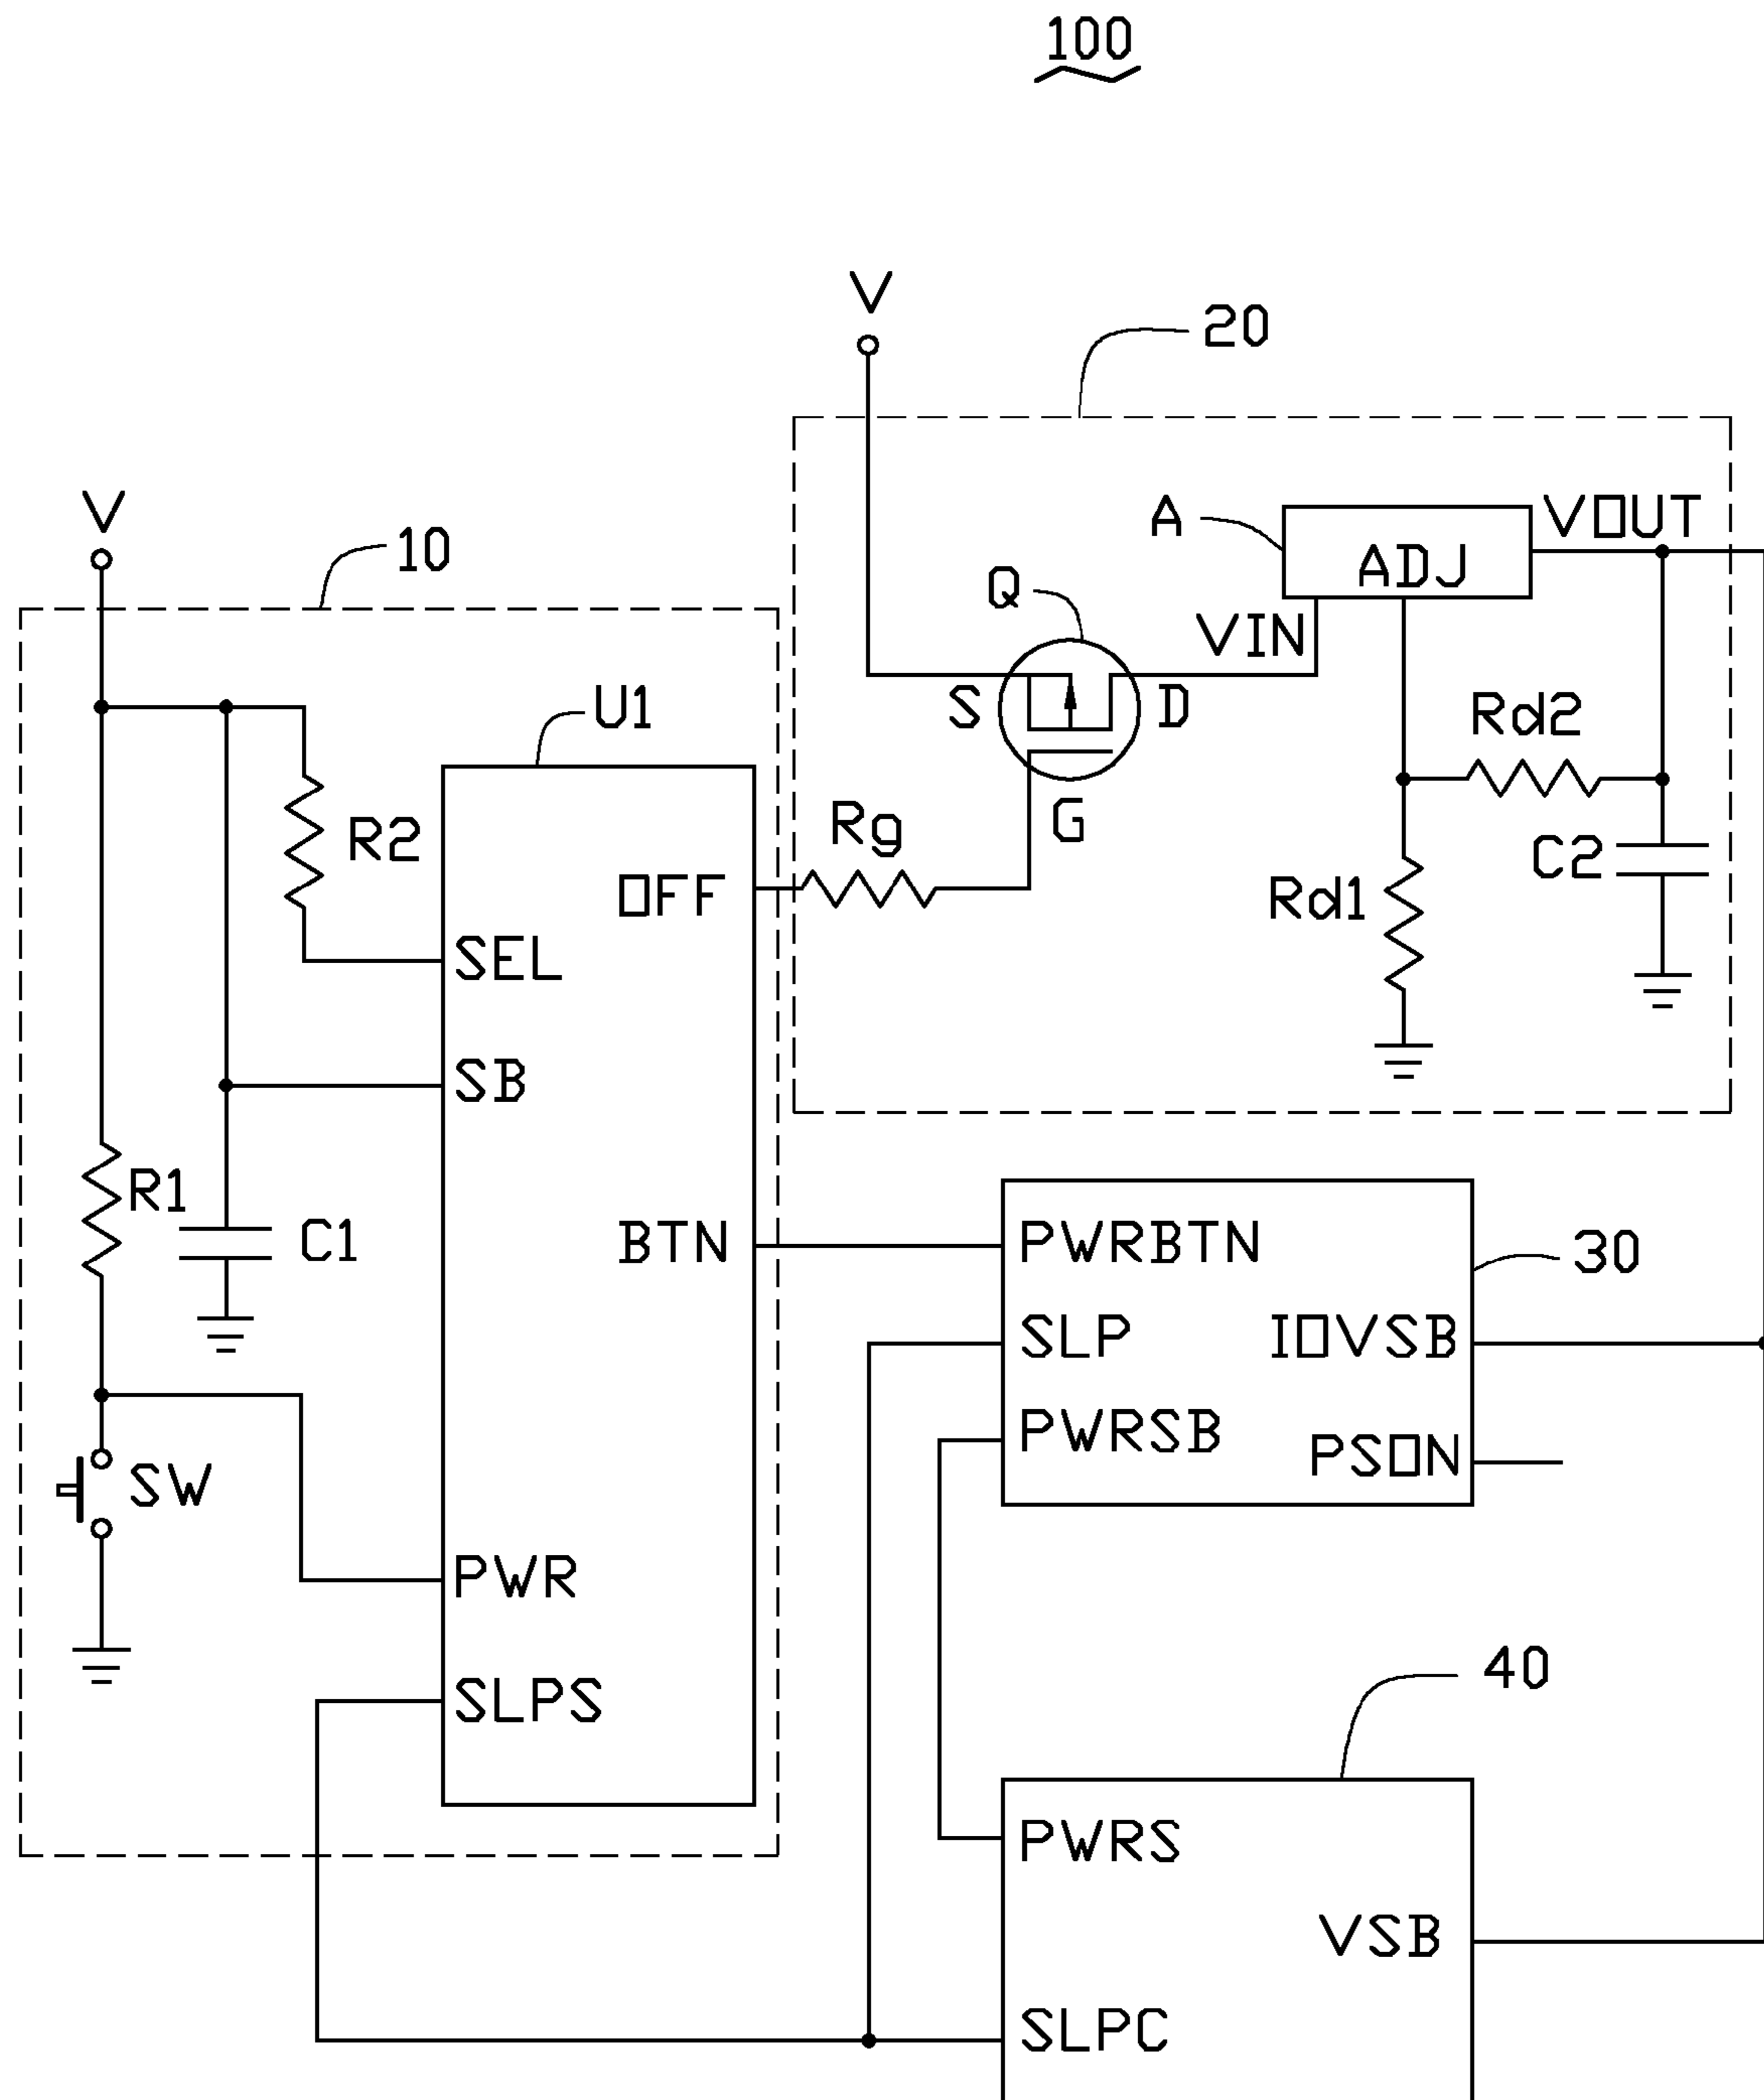 100
V
20
V
10
A
VOUT
ADJ
Q
VIN
U1
S
D
Rd2
R2
Rg
G
C2
OFF
Rd1
SEL
SB
R1
C1
BTN
PWRBTN
30
SLP
IOVSB
PWRSB
PSON
SW
PWR
40
SLPS
PWRS
VSB
SLPC